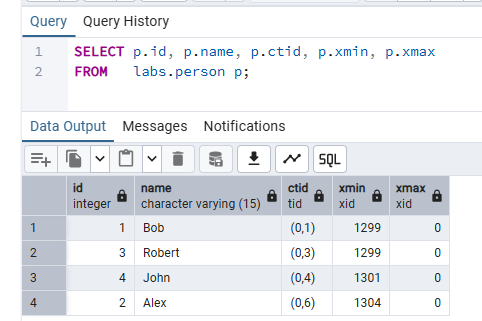 Query Query History
1 SELECT p.id, p.name, p.ctid, p.xmin, p.xmax
2 FROM labs.person p;
Data Output Messages Notifications
SQL
id name ctid xmin xmax
integer character varying (15) tid xid xid
1 1 Bob (0,1) 1299 0
2 3 Robert (0,3) 1299 0
3 4 John (0,4) 1301 0
4 2 Alex (0,6) 1304 0